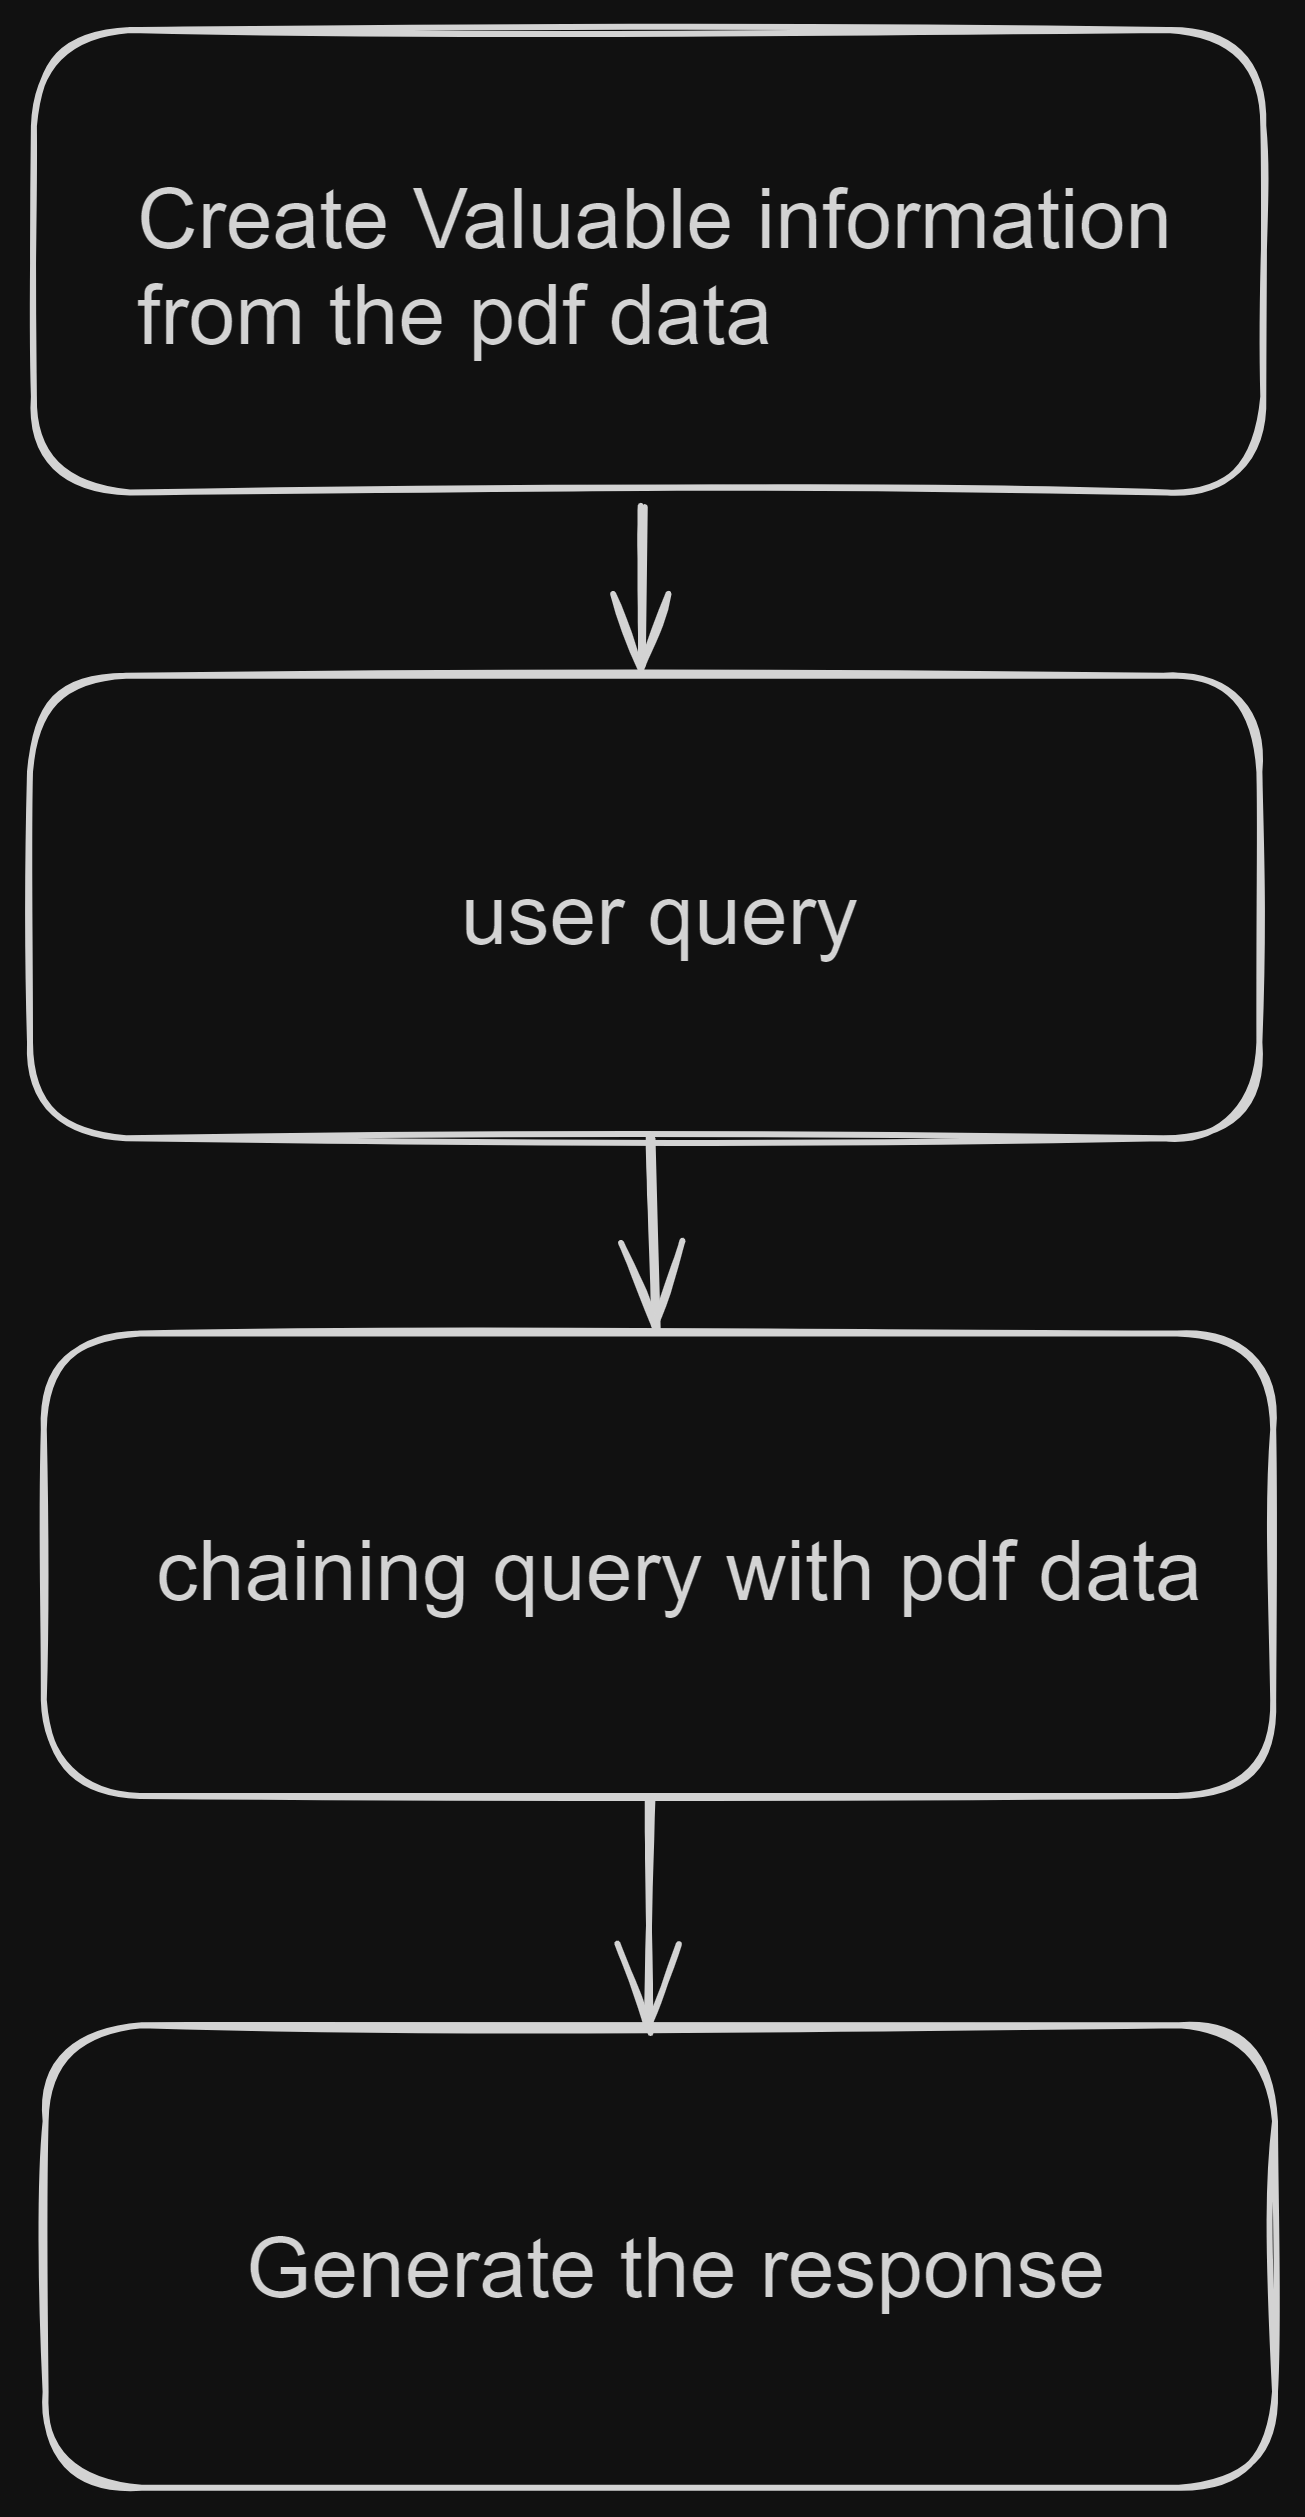 Create Valuable information
from the pdf data
user query
chaining query with pdf data
Generate the response